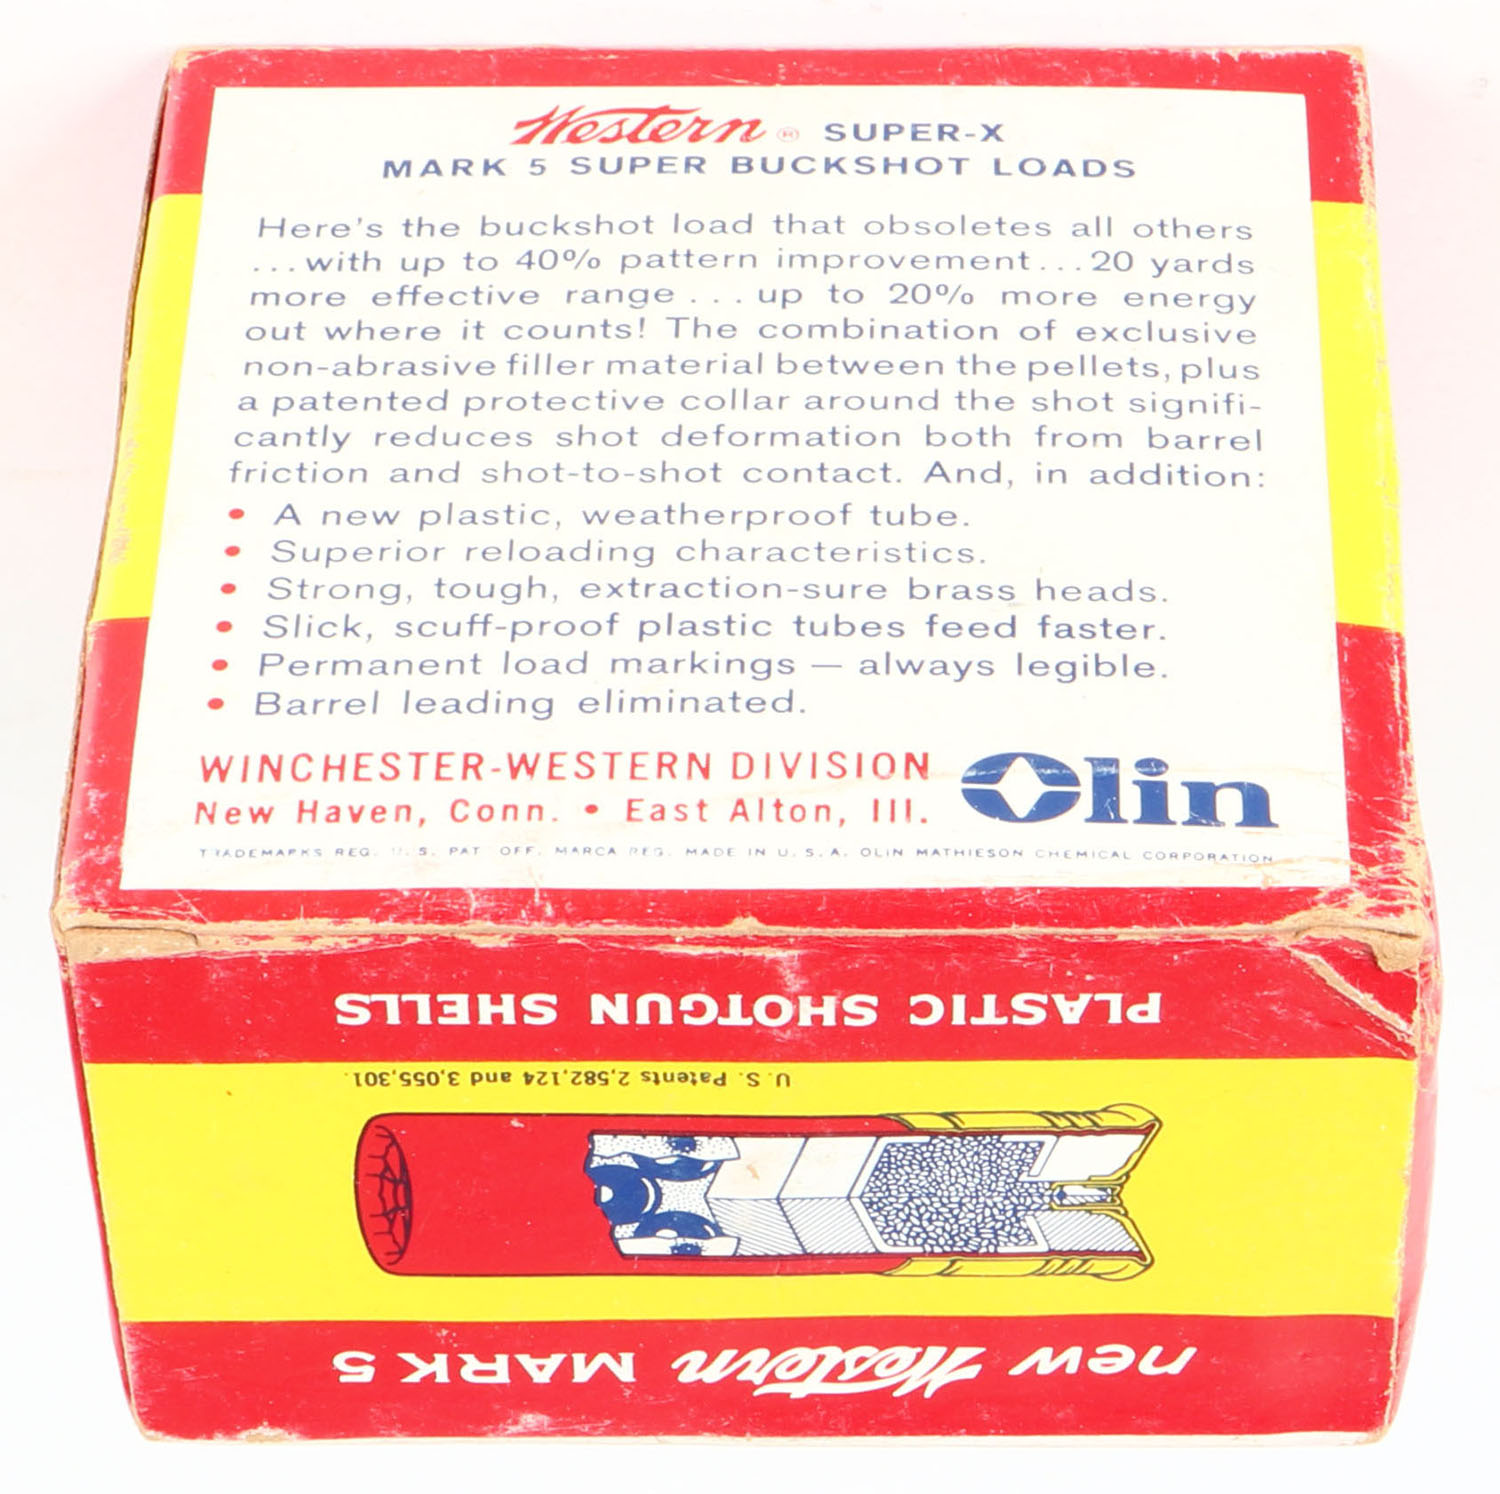 Western ® SUPER-X
MARK 5 SUPER BUCKSHOT LOADS
Here's the buckshot load that obsoletes all others
...with up to 40% pattern improvement...20 yards
more effective range ... up to 20% more energy
out where it counts! The combination of exclusive
non-abrasive filler material between the pellets, plus
a patented protective collar around the shot signifi-
cantly reduces shot deformation both from barrel
friction and shot-to-shot contact. And, in addition:
• A new plastic, weatherproof tube.
• Superior reloading characteristics.
• Strong, tough, extraction-sure brass heads.
• Slick, scuff-proof plastic tubes feed faster.
• Permanent load markings — always legible.
• Barrel leading eliminated.
WINCHESTER-WESTERN DIVISION
New Haven, Conn. • East Alton, Ill.
Olin
TRADEMARKS REG. U. S. PAT. OFF. MARCA REG. MADE IN U. S. A. OLIN MATHIESON CHEMICAL CORPORATION
new Western MARK 5
U. S. Patents 2,582,124 and 3,055,301.
PLASTIC SHOTGUN SHELLS